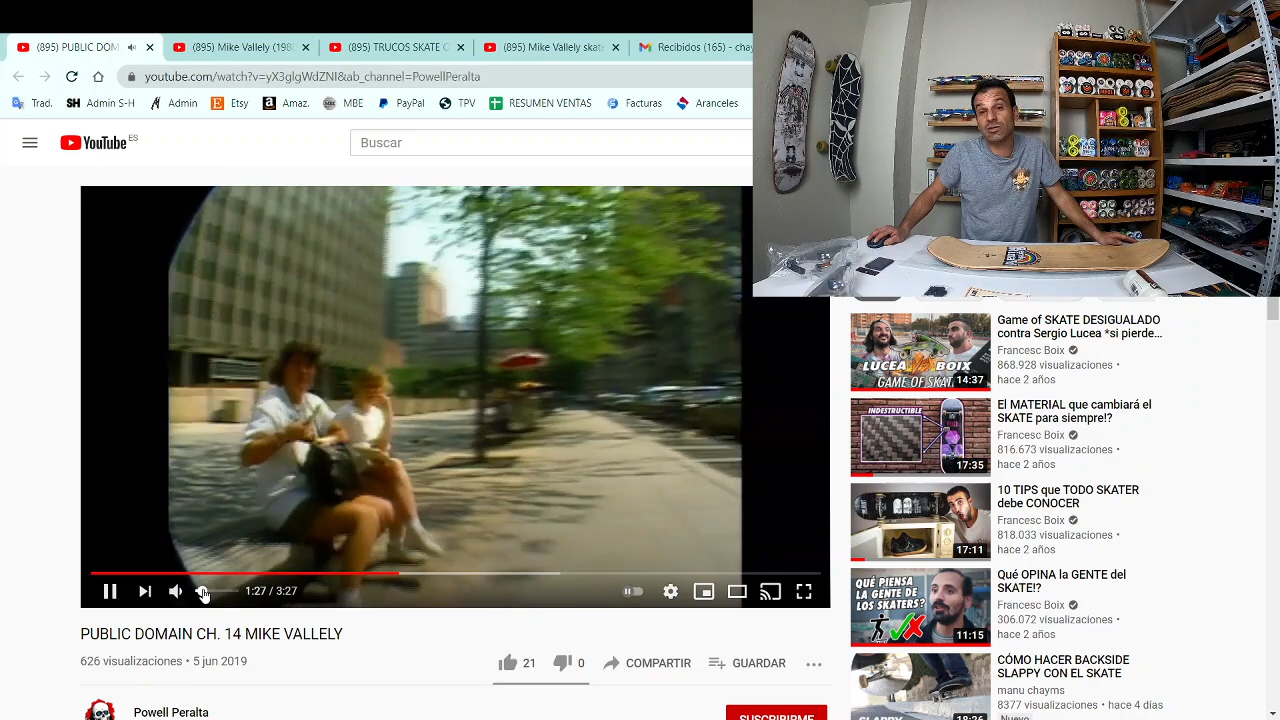 (895) PUBLIC DOM
(895) Mike Vallely (198
(895) Mike Vallely skate
Recibidos (165) - chay
youtube.com/watch?v=yX3glgWdZNI&ab_channel=PowellPeralta
Trad.
SH Admin S-H
Admin
Etsy
Amaz.
MBE
PayPal
TPV
RESUMEN VENTAS
Facturas
Aranceles
YouTube ES
Buscar
1:27 / 3:27
PUBLIC DOMAIN CH. 14 MIKE VALLELY
626 visualizaciones • 5 jun 2013
21
0
COMPARTIR
GUARDAR
Powell Peralta
SUSCRIBIRME
LUCEA VS BOIX
GAME OF SKAT
14:37
Game of SKATE DESIGUALADO
contra Sergio Lucea *si pierde...
Francesc Boix
868.928 visualizaciones •
hace 2 años
INDESTRUCTIBLE
17:35
El MATERIAL que cambiará el
SKATE para siempre!?
Francesc Boix
816.673 visualizaciones •
hace 2 años
17:11
10 TIPS que TODO SKATER
debe CONOCER
Francesc Boix
818.033 visualizaciones •
hace 2 años
QUÉ PIENSA
LA GENTE DE
LOS SKATERS?
11:15
Qué OPINA la GENTE del
SKATE!?
Francesc Boix
306.072 visualizaciones •
hace 2 años
SLAPPY
18:26
CÓMO HACER BACKSIDE
SLAPPY CON EL SKATE
manu chayms
8377 visualizaciones • hace 4 días
Nuevo